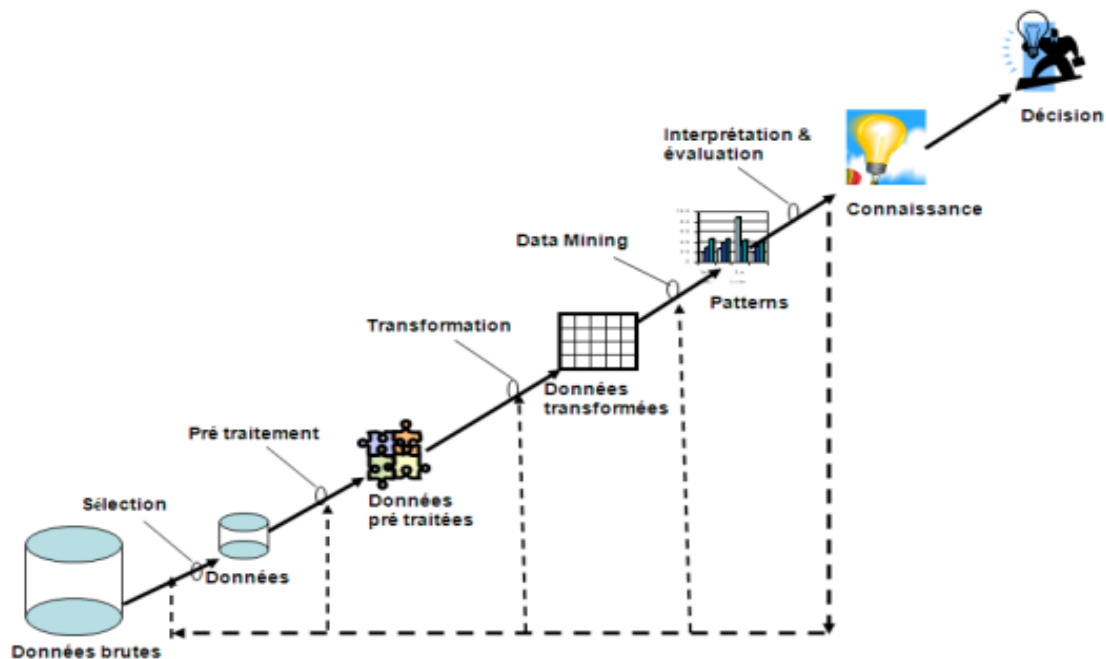 Décision
Interprétation &
évaluation
Connaissance
Data Mining
Patterns
Transformation
Données
transformées
Pré traitement
Données
pré traitées
Sélection
Données
Données brutes